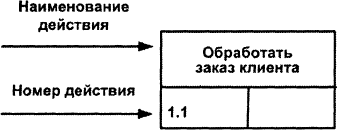 Наименование
действия
Обработать
заказ клиента
Номер действия
1.1